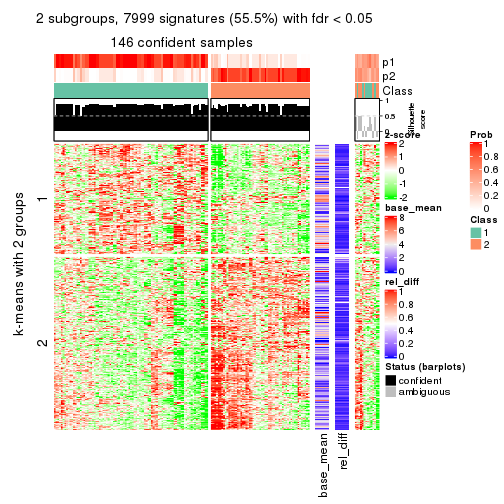 2 subgroups, 7999 signatures (55.5%) with fdr < 0.05
146 confident samples
p1
p2
Class
1
0.5
0
Silhouette
score
k-means with 2 groups
1
2
base_mean
rel_diff
z-score
2
1
0
-1
-2
base_mean
8
6
4
2
0
rel_diff
1
0.8
0.6
0.4
0.2
0
Status (barplots)
confident
ambiguous
Prob
1
0.8
0.6
0.4
0.2
0
Class
1
2